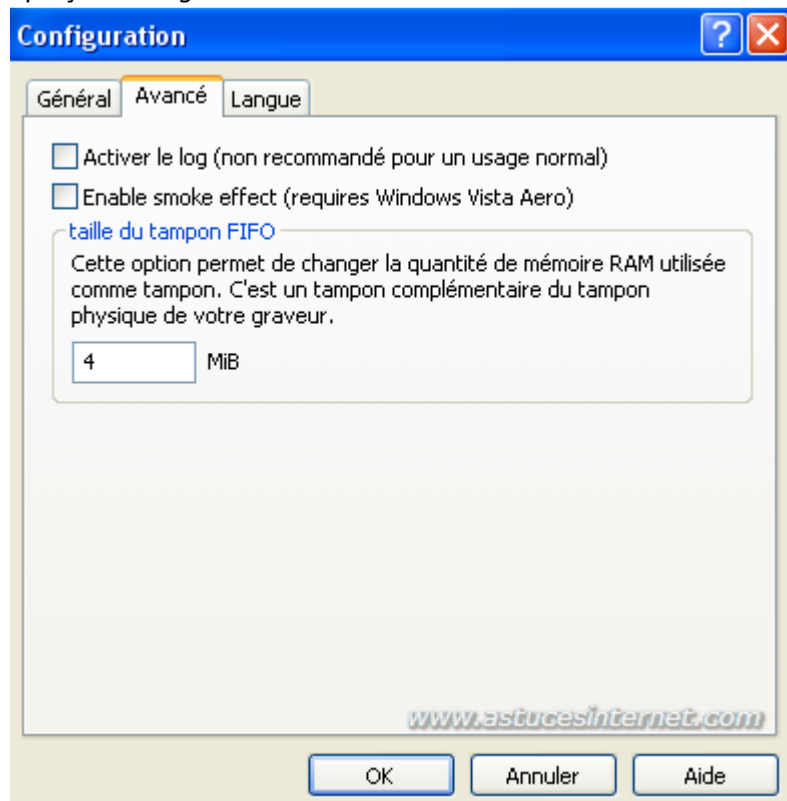 Configuration
Général Avancé Langue
Activer le log (non recommandé pour un usage normal)
Enable smoke effect (requires Windows Vista Aero)
taille du tampon FIFO
Cette option permet de changer la quantité de mémoire RAM utilisée
comme tampon. C'est un tampon complémentaire du tampon
physique de votre graveur.
4 MiB
www.astucesinternet.com
OK Annuler Aide